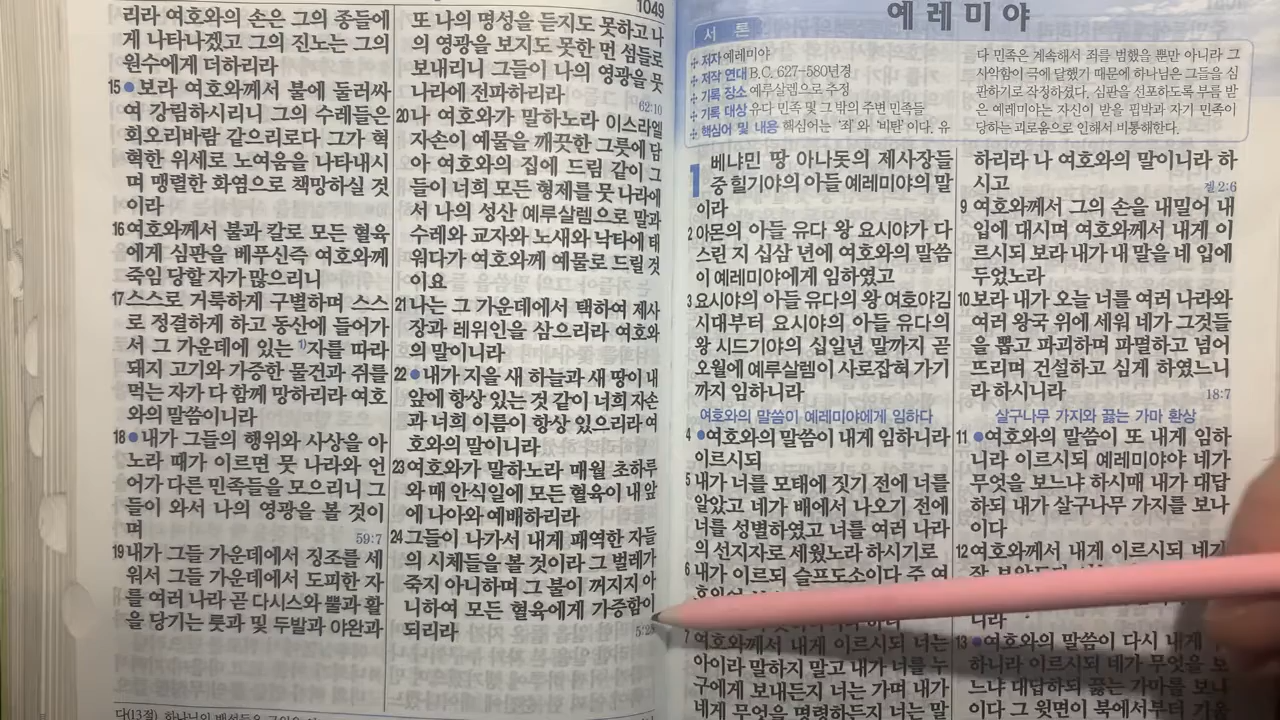 1049
리라 여호와의 손은 그의 종들에
게 나타나겠고 그의 진노는 그의
원수에게 더하리라
15 ●보라 여호와께서 불에 둘러싸
여 강림하시리니 그의 수레들은
회오리바람 같으리로다 그가 혁
혁한 위세로 노여움을 나타내시
며 맹렬한 화염으로 책망하실 것
이라
16 여호와께서 불과 칼로 모든 혈육
에게 심판을 베푸신즉 여호와께
죽임 당할 자가 많으리니
17 스스로 거룩하게 구별하며 스스
로 정결하게 하고 동산에 들어가
서 그 가운데에 있는 1)자를 따라
돼지 고기와 가증한 물건과 쥐를
먹는 자가 다 함께 망하리라 여호
와의 말씀이니라
18 ●내가 그들의 행위와 사상을 아
노라 때가 이르면 뭇 나라와 언
어가 다른 민족들을 모으리니 그
들이 와서 나의 영광을 볼 것이
며
59:7
19 내가 그들 가운데에서 징조를 세
워서 그들 가운데에서 도피한 자
를 여러 나라 곧 다시스와 뿔과 활
을 당기는 룻과 및 두발과 야완과
또 나의 명성을 듣지도 못하고 나
의 영광을 보지도 못한 먼 섬들로
보내리니 그들이 나의 영광을 뭇
나라에 전파하리라
62:10
20 나 여호와가 말하노라 이스라엘
자손이 예물을 깨끗한 그릇에 담
아 여호와의 집에 드림 같이 그
들이 너희 모든 형제를 뭇 나라에
서 나의 성산 예루살렘으로 말과
수레와 교자와 노새와 낙타에 태
워다가 여호와께 예물로 드릴 것
이요
21 나는 그 가운데에서 택하여 제사
장과 레위인을 삼으리라 여호와
의 말이니라
22 ●내가 지을 새 하늘과 새 땅이 내
앞에 항상 있는 것 같이 너희 자손
과 너희 이름이 항상 있으리라 여
호와의 말이니라
23 여호와가 말하노라 매월 초하루
와 매 안식일에 모든 혈육이 내 앞
에 나아와 예배하리라
24 그들이 나가서 내게 패역한 자들
의 시체들을 볼 것이라 그 벌레가
죽지 아니하며 그 불이 꺼지지 아
니하여 모든 혈육에게 가증함이
되리라
예레미야
서 론
✢ 저자 예레미야
✢ 저작 연대 B.C. 627-580년경
✢ 기록 장소 예루살렘으로 추정
✢ 기록 대상 유다 민족 및 그 밖의 주변 민족들
✢ 핵심어 및 내용 핵심어는 ‘죄’와 ‘비탄’이다. 유
다 민족은 계속해서 죄를 범했을 뿐만 아니라 그
사악함이 극에 달했기 때문에 하나님은 그들을 심
판하기로 작정하셨다. 심판을 선포하도록 부름 받
은 예레미야는 자신이 받을 핍박과 자기 민족이
당하는 괴로움으로 인해서 비통해한다.
1 베냐민 땅 아나돗의 제사장들
중 힐기야의 아들 예레미야의 말
이라
2 아몬의 아들 유다 왕 요시야가 다
스린 지 십삼 년에 여호와의 말씀
이 예레미야에게 임하였고
3 요시야의 아들 유다의 왕 여호야김
시대부터 요시야의 아들 유다의
왕 시드기야의 십일년 말까지 곧
오월에 예루살렘이 사로잡혀 가기
까지 임하니라
여호와의 말씀이 예레미야에게 임하다
4 ●여호와의 말씀이 내게 임하니라
이르시되
5 내가 너를 모태에 짓기 전에 너를
알았고 네가 배에서 나오기 전에
너를 성별하였고 너를 여러 나라
의 선지자로 세웠노라 하시기로
6 내가 이르되 슬프도소이다 주 여
7 여호와께서 내게 이르시되 너는
아이라 말하지 말고 내가 너를 누
구에게 보내든지 너는 가며 내가
네게 무엇을 명령하든지 너는 말
하리라 나 여호와의 말이니라 하
시고
겔 2:6
9 여호와께서 그의 손을 내밀어 내
입에 대시며 여호와께서 내게 이
르시되 보라 내가 내 말을 네 입에
두었노라
10 보라 내가 오늘 너를 여러 나라와
여러 왕국 위에 세워 네가 그것들
을 뽑고 파괴하며 파멸하고 넘어
뜨리며 건설하고 심게 하였느니
라 하시니라
18:7
살구나무 가지와 끓는 가마 환상
11 ●여호와의 말씀이 또 내게 임하
니라 이르시되 예레미야야 네가
무엇을 보느냐 하시매 내가 대답
하되 내가 살구나무 가지를 보나
이다
12 여호와께서 내게 이르시되 네가
니라
13 ●여호와의 말씀이 다시 내게
하니라 이르시되 네가 무엇을 보
느냐 대답하되 끓는 가마를 보나
이다 그 윗면이 북에서부터 기울